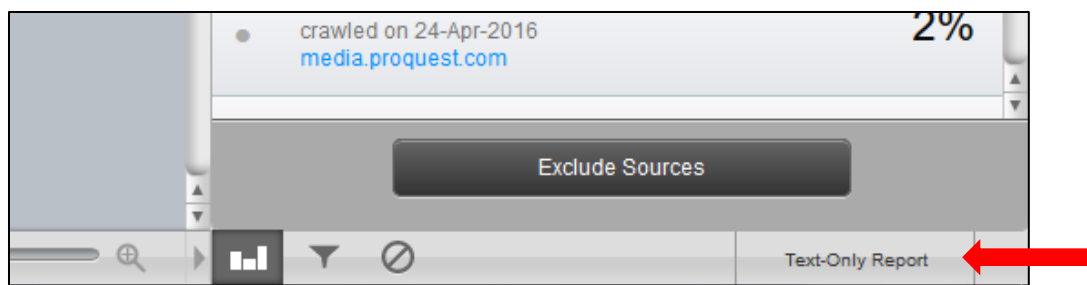 crawled on 24-Apr-2016
2%
media.proquest.com
Exclude Sources
Text-Only Report